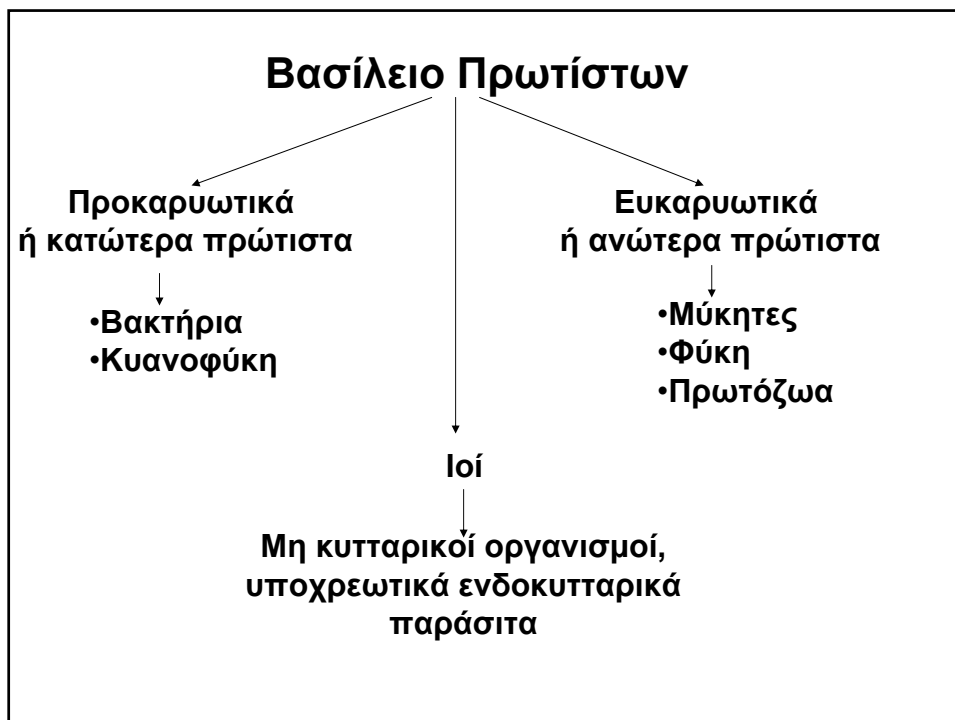 Βασίλειο Πρωτίστων
Προκαρυωτικά
ή κατώτερα πρώτιστα
•Βακτήρια
•Κυανοφύκη
Ευκαρυωτικά
ή ανώτερα πρώτιστα
•Μύκητες
•Φύκη
•Πρωτόζωα
Ιοί
Μη κυτταρικοί οργανισμοί,
υποχρεωτικά ενδοκυτταρικά
παράσιτα